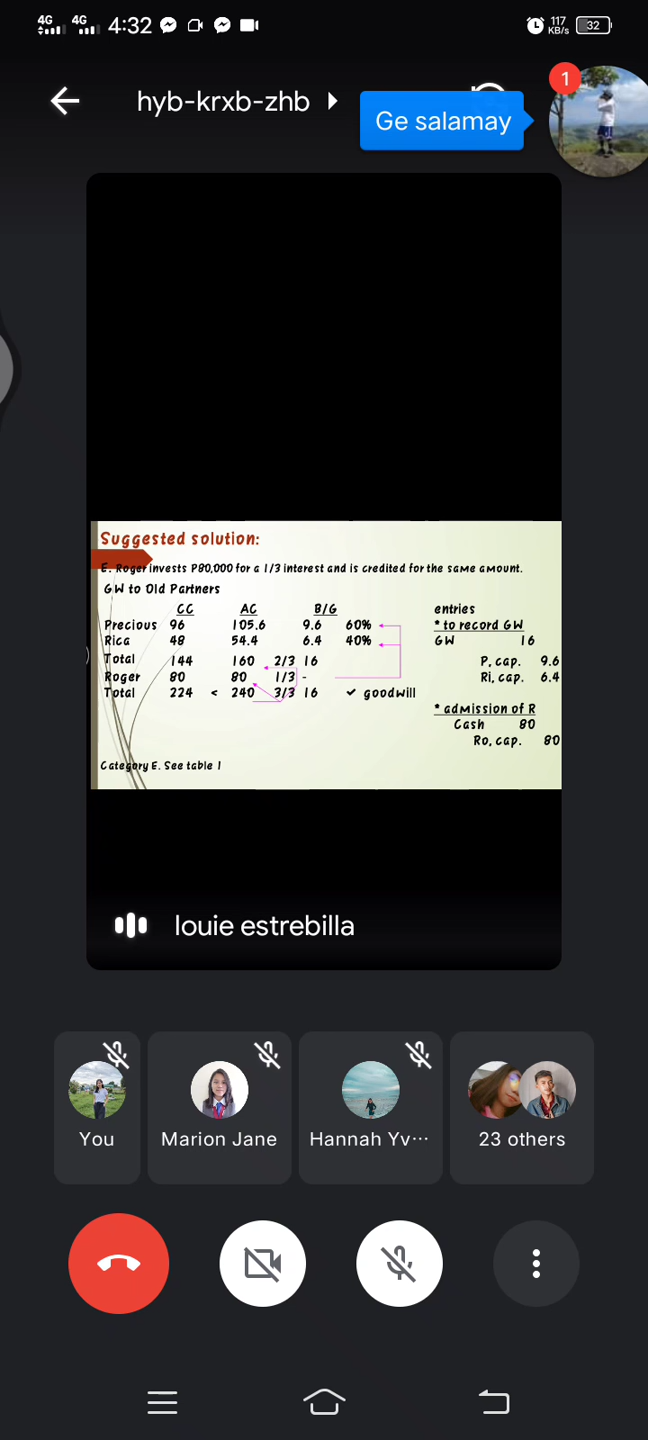 4G 4G 4:32 117 KB/s 32
hyb-krxb-zhb
Ge salamay
1
Suggested solution:
E. Roger invests P80,000 for a 1/3 interest and is credited for the same amount.
GW to Old Partners
CC AC B/G entries
Precious 96 105.6 9.6 60% * to record GW
Rica 48 54.4 6.4 40% GW 16
Total 144 160 2/3 16 P, cap. 9.6
Roger 80 80 1/3 - Ri, cap. 6.4
Total 224 < 240 3/3 16 ✓ goodwill
* admission of R
Cash 80
Ro, cap. 80
Category E. See table 1
louie estrebilla
You
Marion Jane
Hannah Yv...
23 others